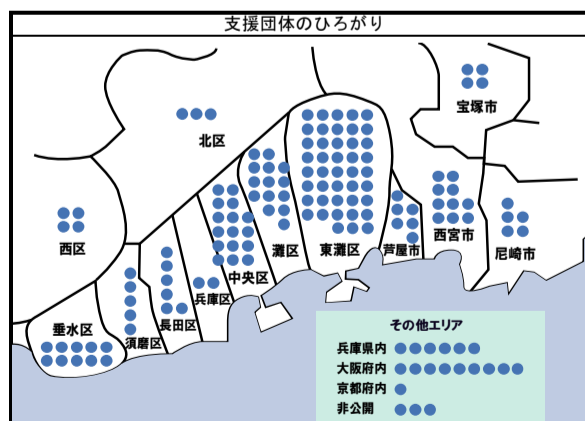 支援団体のひろがり
宝塚市
北区
西区
灘区
東灘区
芦屋市
西宮市
尼崎市
中央区
兵庫区
長田区
須磨区
垂水区
その他エリア
兵庫県内
大阪府内
京都府内
非公開